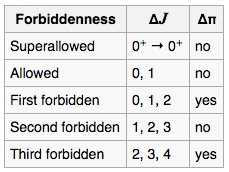 Forbiddenness ΔJ Δπ
Superallowed 0⁺ → 0⁺ no
Allowed 0, 1 no
First forbidden 0, 1, 2 yes
Second forbidden 1, 2, 3 no
Third forbidden 2, 3, 4 yes